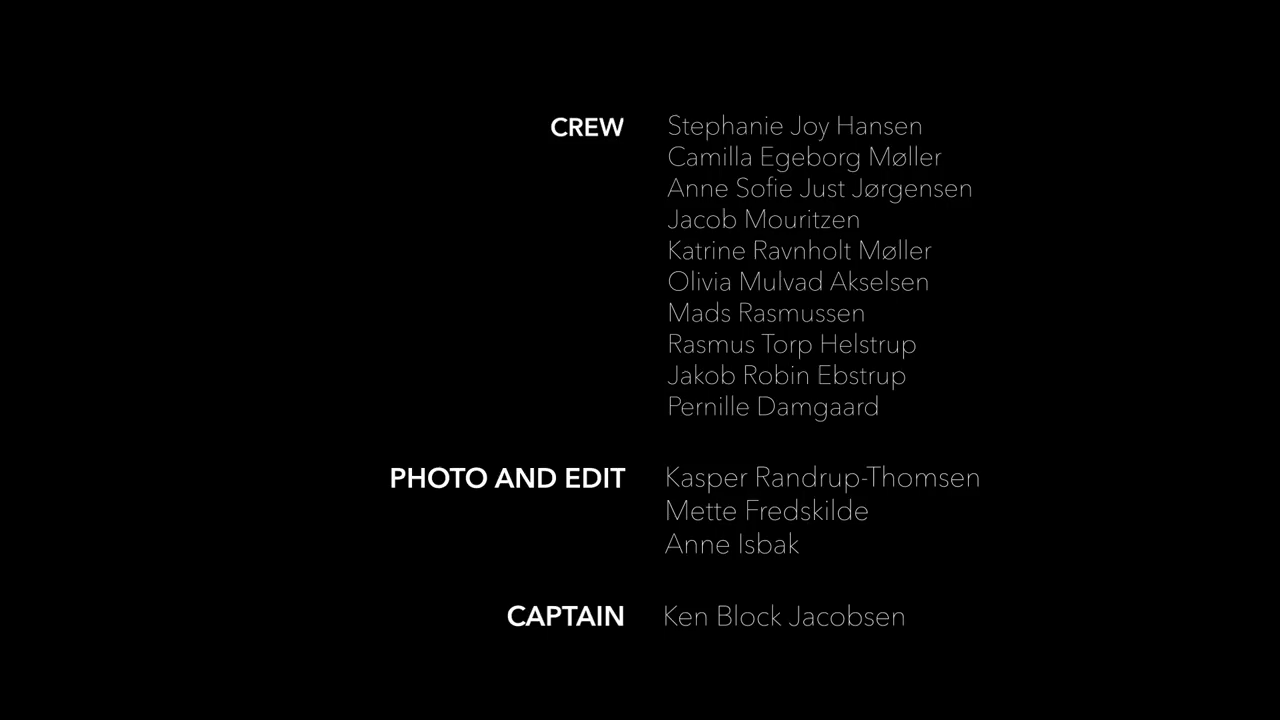 CREW Stephanie Joy Hansen
Camilla Egeborg Møller
Anne Sofie Just Jørgensen
Jacob Mouritzen
Katrine Ravnholt Møller
Olivia Mulvad Akselsen
Mads Rasmussen
Rasmus Torp Helstrup
Jakob Robin Ebstrup
Pernille Damgaard
PHOTO AND EDIT Kasper Randrup-Thomsen
Mette Fredskilde
Anne Isbak
CAPTAIN Ken Block Jacobsen